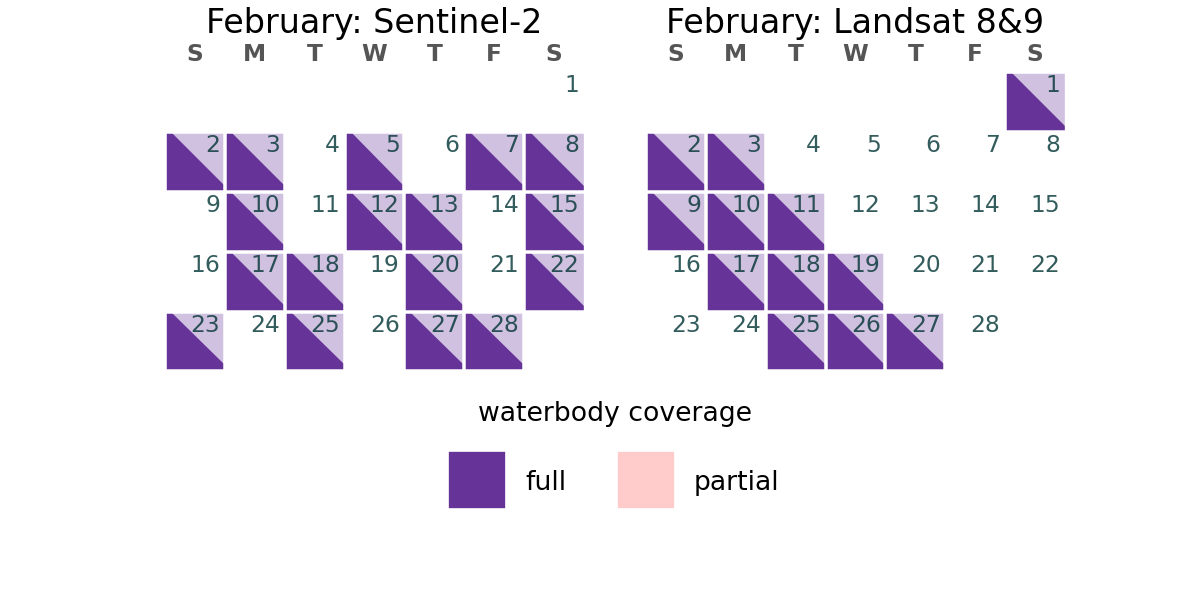 February: Sentinel-2
S M T W T F S
1
2 3 4 5 6 7 8
9 10 11 12 13 14 15
16 17 18 19 20 21 22
23 24 25 26 27 28
February: Landsat 8&9
S M T W T F S
1
2 3 4 5 6 7 8
9 10 11 12 13 14 15
16 17 18 19 20 21 22
23 24 25 26 27 28
waterbody coverage
full partial